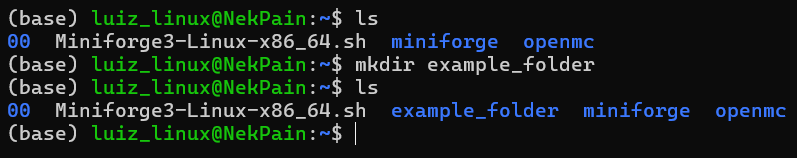 (base) luiz_linux@NekPain:~$ ls
00  Miniforge3-Linux-x86_64.sh  miniforge  openmc
(base) luiz_linux@NekPain:~$ mkdir example_folder
(base) luiz_linux@NekPain:~$ ls
00  Miniforge3-Linux-x86_64.sh  example_folder  miniforge  openmc
(base) luiz_linux@NekPain:~$